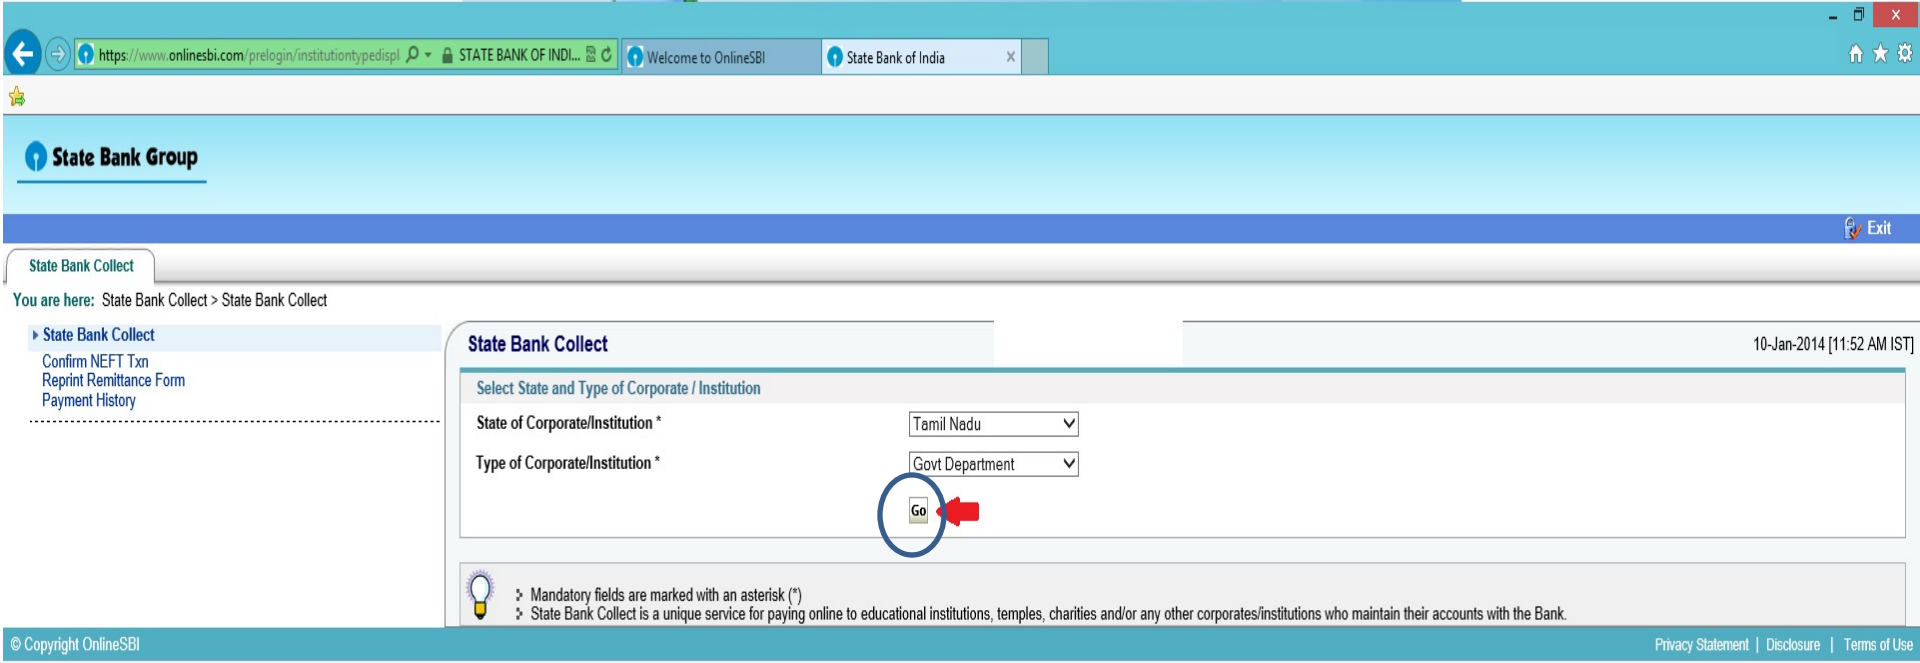 https://www.onlinesbi.com/prelogin/institutiontypedispl
STATE BANK OF INDI...
Welcome to OnlineSBI
State Bank of India
State Bank Group
Exit
State Bank Collect
You are here: State Bank Collect > State Bank Collect
State Bank Collect
Confirm NEFT Txn
Reprint Remittance Form
Payment History
State Bank Collect
10-Jan-2014 [11:52 AM IST]
Select State and Type of Corporate / Institution
State of Corporate/Institution *
Tamil Nadu
Type of Corporate/Institution *
Govt Department
Go
Mandatory fields are marked with an asterisk (*)
State Bank Collect is a unique service for paying online to educational institutions, temples, charities and/or any other corporates/institutions who maintain their accounts with the Bank.
© Copyright OnlineSBI
Privacy Statement | Disclosure | Terms of Use